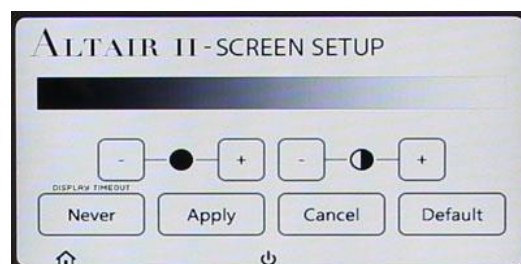 ALTAIR II - SCREEN SETUP
- + - +
DISPLAY TIMEOUT
Never Apply Cancel Default